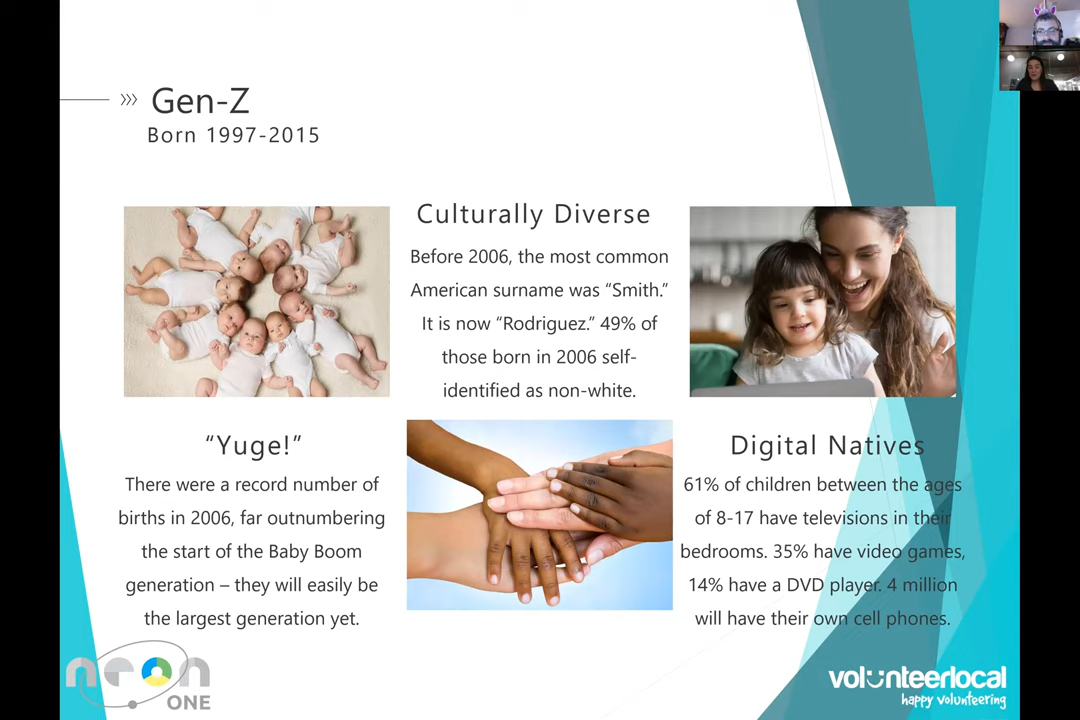 Gen-Z
Born 1997-2015
Culturally Diverse
Before 2006, the most common
American surname was “Smith.”
It is now “Rodriguez.” 49% of
those born in 2006 self-
identified as non-white.
“Yuge!”
There were a record number of
births in 2006, far outnumbering
the start of the Baby Boom
generation – they will easily be
the largest generation yet.
Digital Natives
61% of children between the ages
of 8-17 have televisions in their
bedrooms. 35% have video games,
14% have a DVD player. 4 million
will have their own cell phones.
neon
ONE
volunteerlocal
happy volunteering